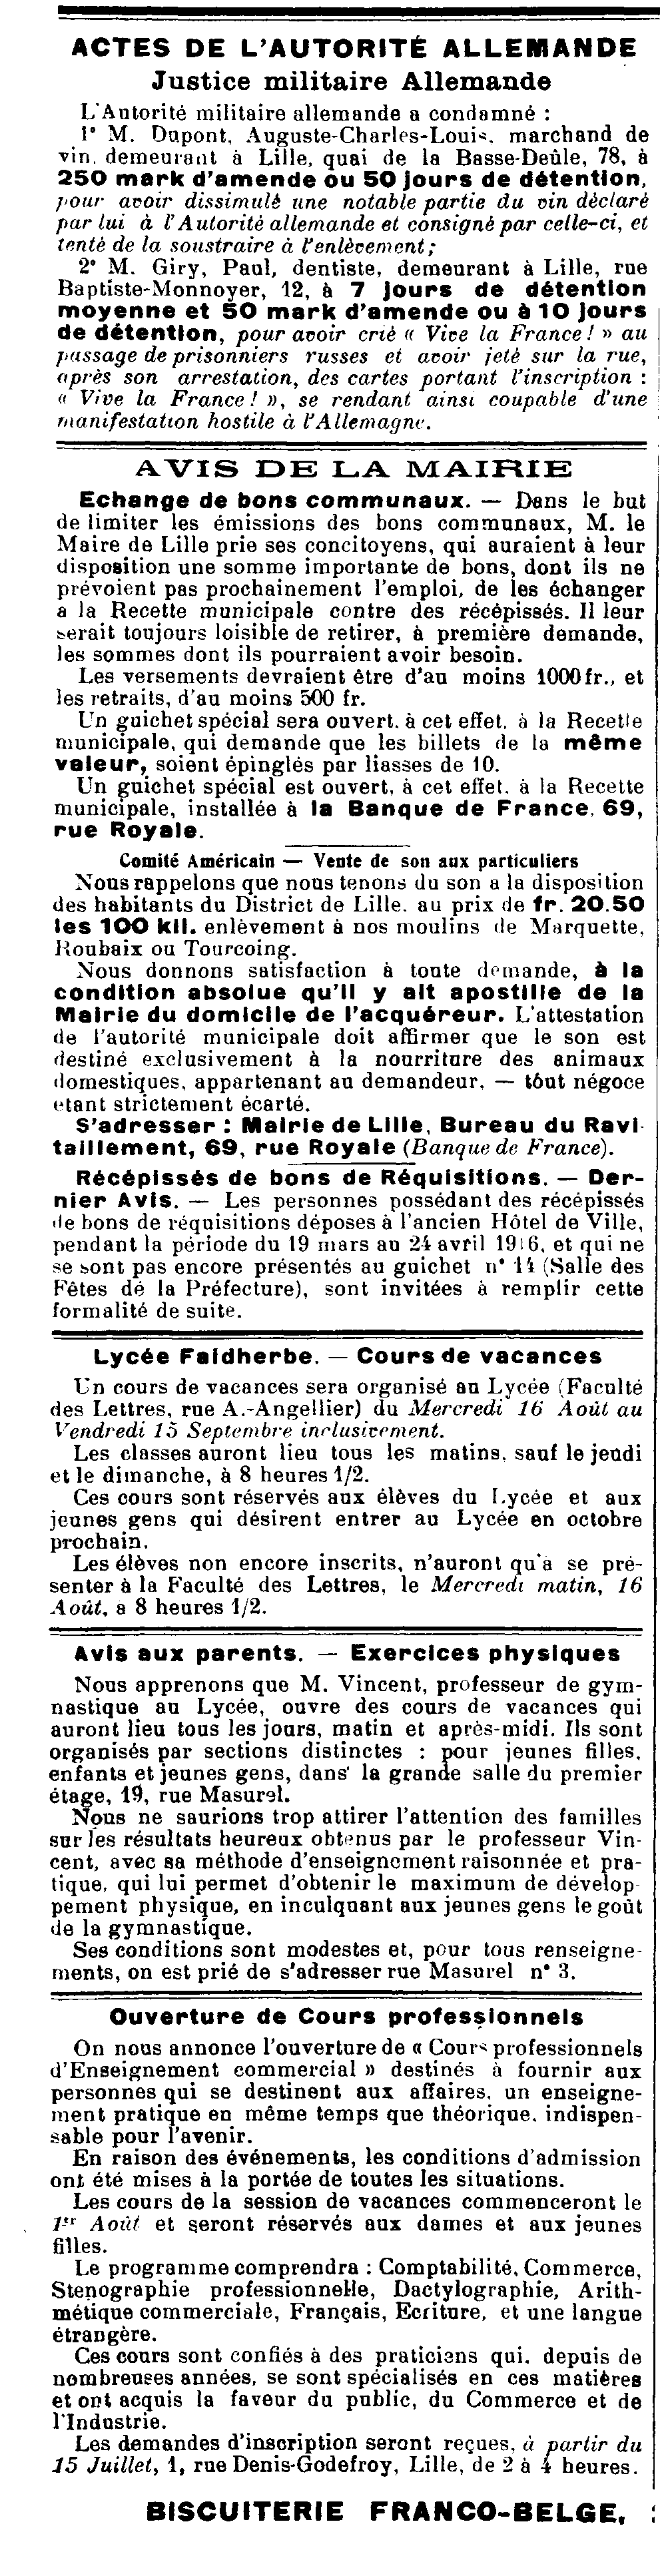 ACTES DE L'AUTORITÉ ALLEMANDE
Justice militaire Allemande
L'Autorité militaire allemande a condamné :
1° M. Dupont, Auguste-Charles-Louis, marchand de
vin, demeurant à Lille, quai de la Basse-Deûle, 78, à
250 mark d'amende ou 50 jours de détention,
pour avoir dissimulé une notable partie du vin déclaré
par lui à l'Autorité allemande et consigné par celle-ci, et
tenté de la soustraire à l'enlèvement ;
2° M. Giry, Paul, dentiste, demeurant à Lille, rue
Baptiste-Monnoyer, 12, à 7 jours de détention
moyenne et 50 mark d'amende ou à 10 jours
de détention, pour avoir crié « Vive la France ! » au
passage de prisonniers russes et avoir jeté sur la rue,
après son arrestation, des cartes portant l'inscription :
« Vive la France ! », se rendant ainsi coupable d'une
manifestation hostile à l'Allemagne.
AVIS DE LA MAIRIE
Echange de bons communaux. — Dans le but
de limiter les émissions des bons communaux, M. le
Maire de Lille prie ses concitoyens, qui auraient à leur
disposition une somme importante de bons, dont ils ne
prévoient pas prochainement l'emploi, de les échanger
a la Recette municipale contre des récépissés. Il leur
serait toujours loisible de retirer, à première demande,
les sommes dont ils pourraient avoir besoin.
Les versements devraient être d'au moins 1000 fr., et
les retraits, d'au moins 500 fr.
Un guichet spécial sera ouvert, à cet effet, à la Recette
municipale, qui demande que les billets de la même
valeur, soient épinglés par liasses de 10.
Un guichet spécial est ouvert, à cet effet, à la Recette
municipale, installée à la Banque de France, 69,
rue Royale.
Comité Américain — Vente de son aux particuliers
Nous rappelons que nous tenons du son a la disposition
des habitants du District de Lille, au prix de fr. 20.50
les 100 kil. enlèvement à nos moulins de Marquette,
Roubaix ou Tourcoing.
Nous donnons satisfaction à toute demande, à la
condition absolue qu'il y ait apostille de la
Mairie du domicile de l'acquéreur. L'attestation
de l'autorité municipale doit affirmer que le son est
destiné exclusivement à la nourriture des animaux
domestiques, appartenant au demandeur, — tout négoce
etant strictement écarté.
S'adresser : Mairie de Lille, Bureau du Ravi-
taillement, 69, rue Royale (Banque de France).
Récépissés de bons de Réquisitions. — Der-
nier Avis. — Les personnes possédant des récépissés
de bons de réquisitions déposes à l'ancien Hôtel de Ville,
pendant la période du 19 mars au 24 avril 1916, et qui ne
se sont pas encore présentés au guichet n° 14 (Salle des
Fêtes dé la Préfecture), sont invitées à remplir cette
formalité de suite.
Lycée Faidherbe. — Cours de vacances
Un cours de vacances sera organisé au Lycée (Faculté
des Lettres, rue A.-Angellier) du Mercredi 16 Août au
Vendredi 15 Septembre inclusivement.
Les classes auront lieu tous les matins, sauf le jeudi
et le dimanche, à 8 heures 1/2.
Ces cours sont réservés aux élèves du Lycée et aux
jeunes gens qui désirent entrer au Lycée en octobre
prochain.
Les élèves non encore inscrits, n'auront qu'à se pré-
senter à la Faculté des Lettres, le Mercredi matin, 16
Août, a 8 heures 1/2.
Avis aux parents. — Exercices physiques
Nous apprenons que M. Vincent, professeur de gym-
nastique au Lycée, ouvre des cours de vacances qui
auront lieu tous les jours, matin et après-midi. Ils sont
organisés par sections distinctes : pour jeunes filles,
enfants et jeunes gens, dans la grande salle du premier
étage, 19, rue Masurel.
Nous ne saurions trop attirer l'attention des familles
sur les résultats heureux obtenus par le professeur Vin-
cent, avec sa méthode d'enseignement raisonnée et pra-
tique, qui lui permet d'obtenir le maximum de dévelop-
pement physique, en inculquant aux jeunes gens le goût
de la gymnastique.
Ses conditions sont modestes et, pour tous renseigne-
ments, on est prié de s'adresser rue Masurel n° 3.
Ouverture de Cours professionnels
On nous annonce l'ouverture de « Cours professionnels
d'Enseignement commercial » destinés à fournir aux
personnes qui se destinent aux affaires, un enseigne-
ment pratique en même temps que théorique, indispen-
sable pour l'avenir.
En raison des événements, les conditions d'admission
ont été mises à la portée de toutes les situations.
Les cours de la session de vacances commenceront le
1er Août et seront réservés aux dames et aux jeunes
filles.
Le programme comprendra : Comptabilité, Commerce,
Stenographie professionnelle, Dactylographie, Arith-
métique commerciale, Français, Ecriture, et une langue
étrangère.
Ces cours sont confiés à des praticiens qui, depuis de
nombreuses années, se sont spécialisés en ces matières
et ont acquis la faveur du public, du Commerce et de
l'Industrie.
Les demandes d'inscription seront reçues, à partir du
15 Juillet, 1, rue Denis-Godefroy, Lille, de 2 à 4 heures.
BISCUITERIE FRANCO-BELGE,